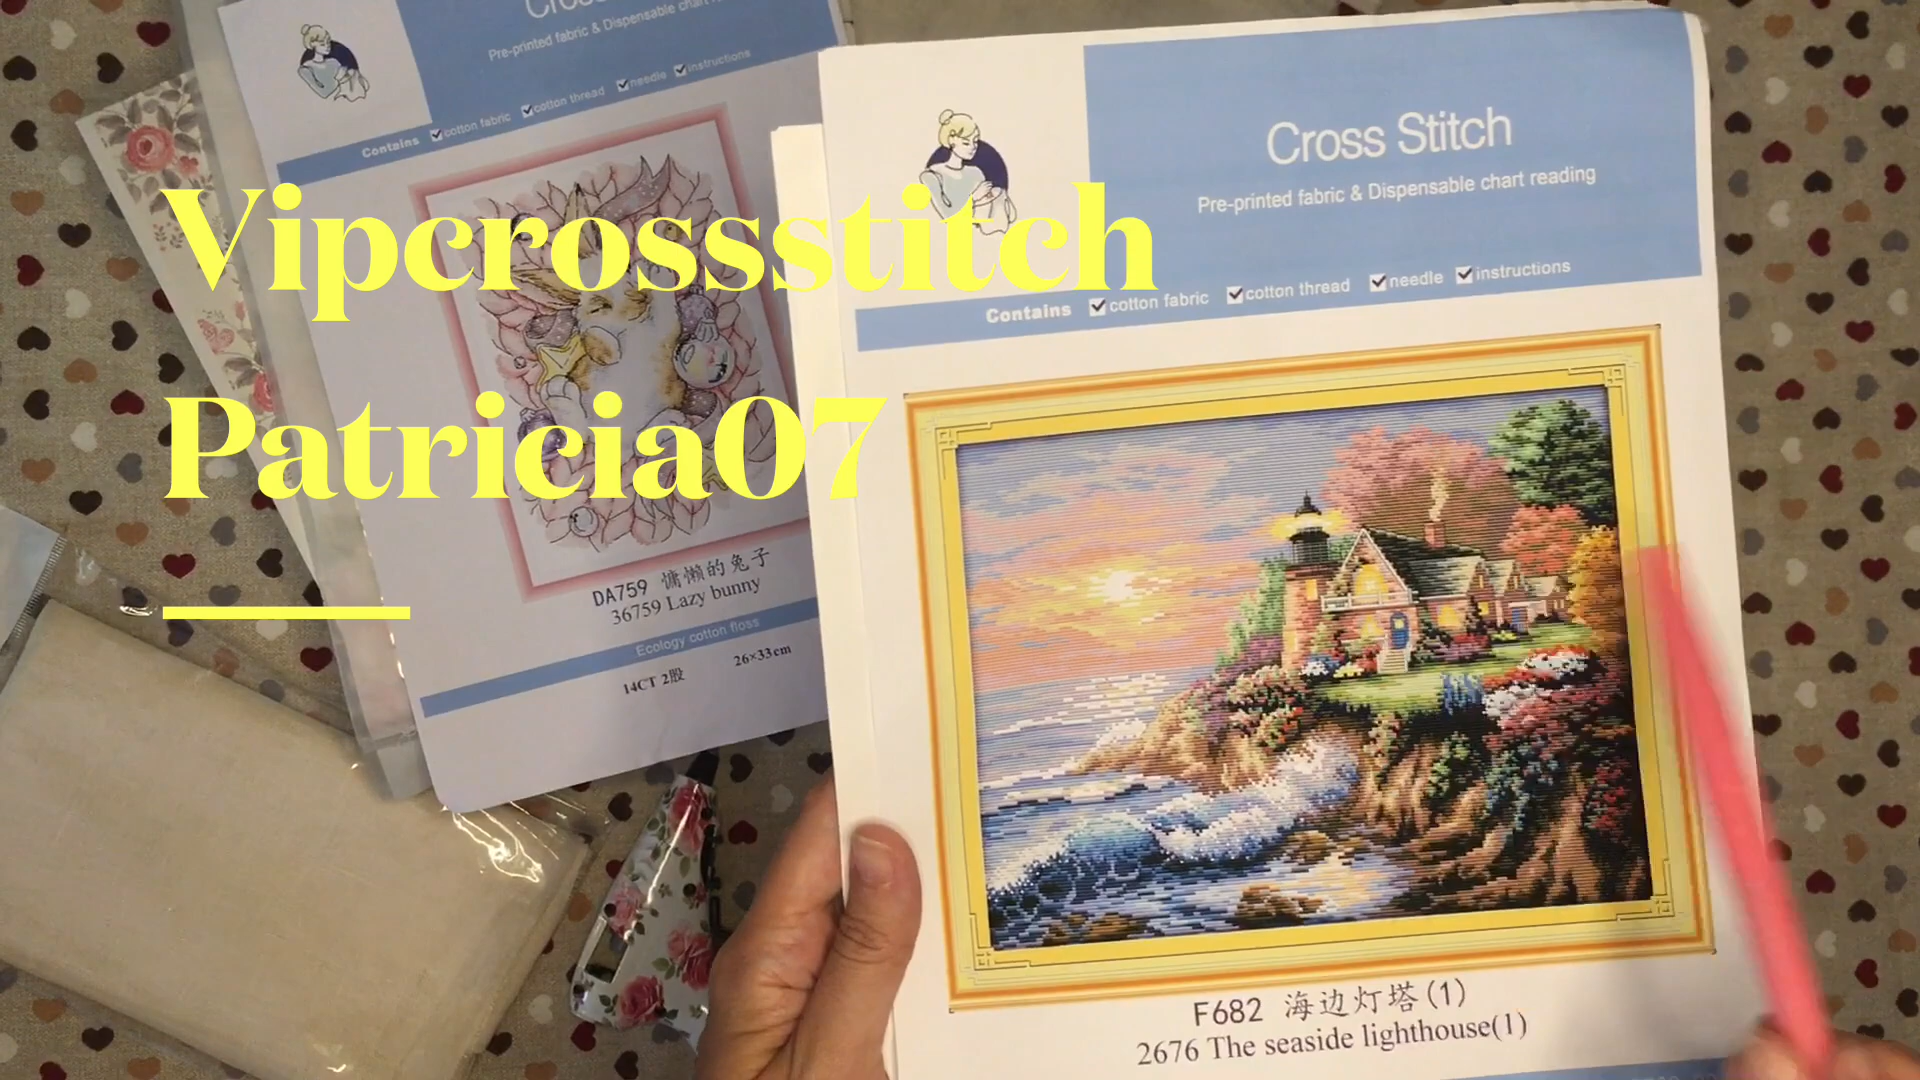 Vipcrossstitch
Patricia07
Pre-printed fabric & Dispensable chart
Contains cotton fabric cotton thread needle instructions
DA759 慵懒的兔子
36759 Lazy bunny
Ecology cotton floss
14CT 2股 26×33cm
Cross Stitch
Pre-printed fabric & Dispensable chart reading
Contains cotton fabric cotton thread needle instructions
F682 海边灯塔(1)
2676 The seaside lighthouse(1)